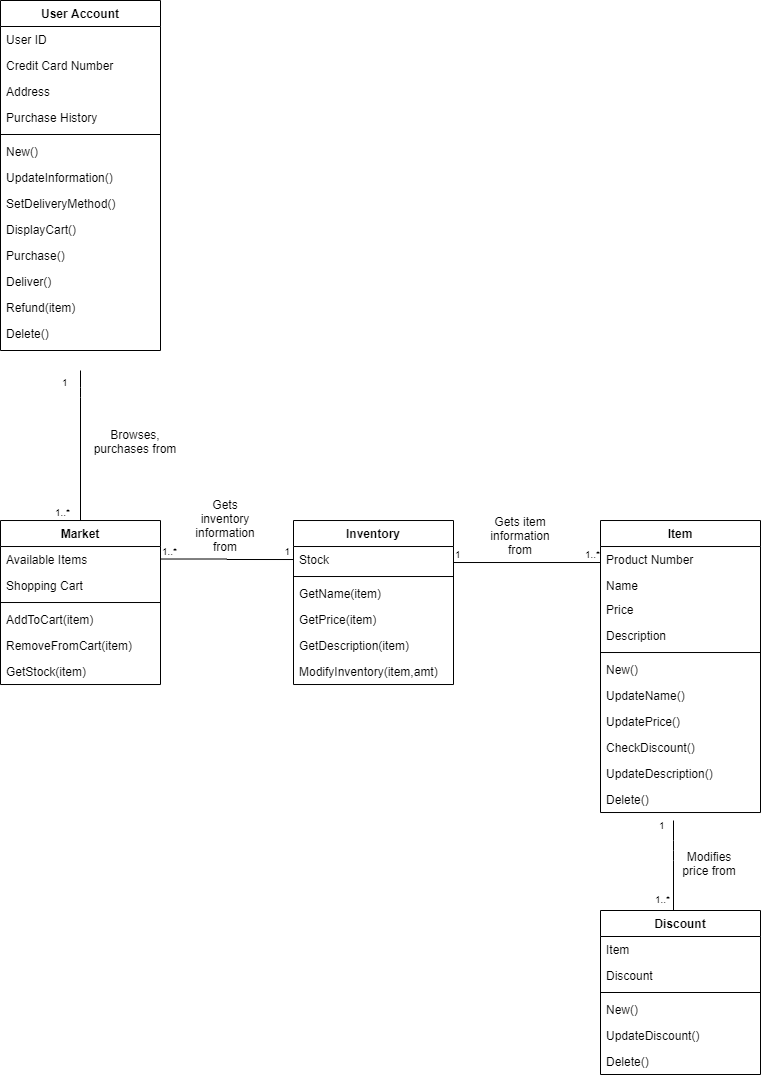 User Account
User ID
Credit Card Number
Address
Purchase History
New()
UpdateInformation()
SetDeliveryMethod()
DisplayCart()
Purchase()
Deliver()
Refund(item)
Delete()
1
Browses,
purchases from
1..*
Market
Available Items
Shopping Cart
AddToCart(item)
RemoveFromCart(item)
GetStock(item)
Gets
inventory
information
from
1..*
1
Inventory
Stock
GetName(item)
GetPrice(item)
GetDescription(item)
ModifyInventory(item,amt)
Gets item
information
from
1
1..*
Item
Product Number
Name
Price
Description
New()
UpdateName()
UpdatePrice()
CheckDiscount()
UpdateDescription()
Delete()
1
Modifies
price from
1..*
Discount
Item
Discount
New()
UpdateDiscount()
Delete()